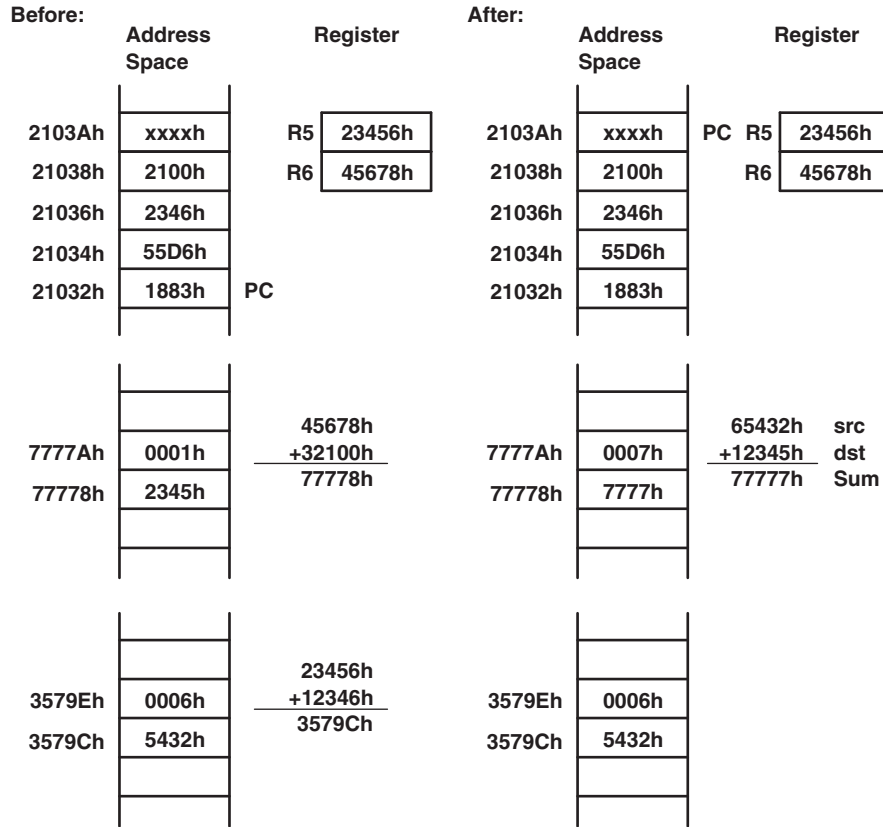 Before:
Address Space
Register
2103Ah xxxxh R5 23456h
21038h 2100h R6 45678h
21036h 2346h
21034h 55D6h
21032h 1883h PC
45678h
7777Ah 0001h +32100h
77778h
77778h 2345h
23456h
3579Eh 0006h +12346h
3579Ch
3579Ch 5432h
After:
Address Space
Register
2103Ah xxxxh PC R5 23456h
21038h 2100h R6 45678h
21036h 2346h
21034h 55D6h
21032h 1883h
65432h src
7777Ah 0007h +12345h dst
77777h Sum
77778h 7777h
3579Eh 0006h
3579Ch 5432h